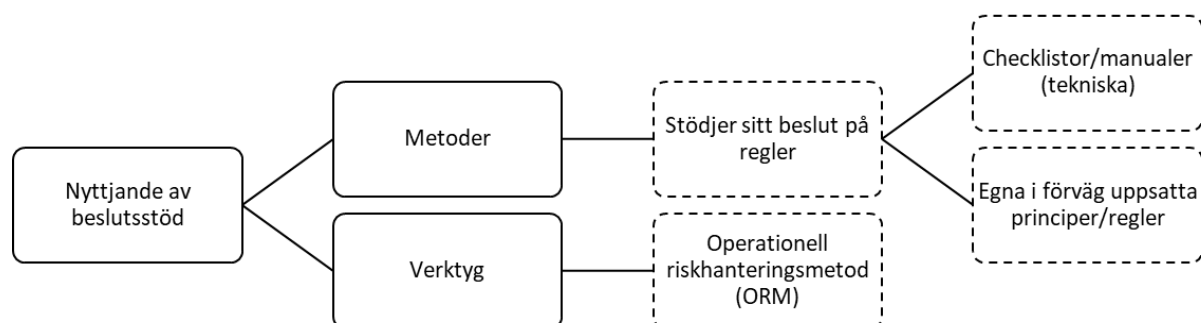 Nyttjande av
beslutsstöd
Metoder
Verktyg
Stödjer sitt beslut på
regler
Operationell
riskhanteringsmetod
(ORM)
Checklistor/manualer
(tekniska)
Egna i förväg uppsatta
principer/regler